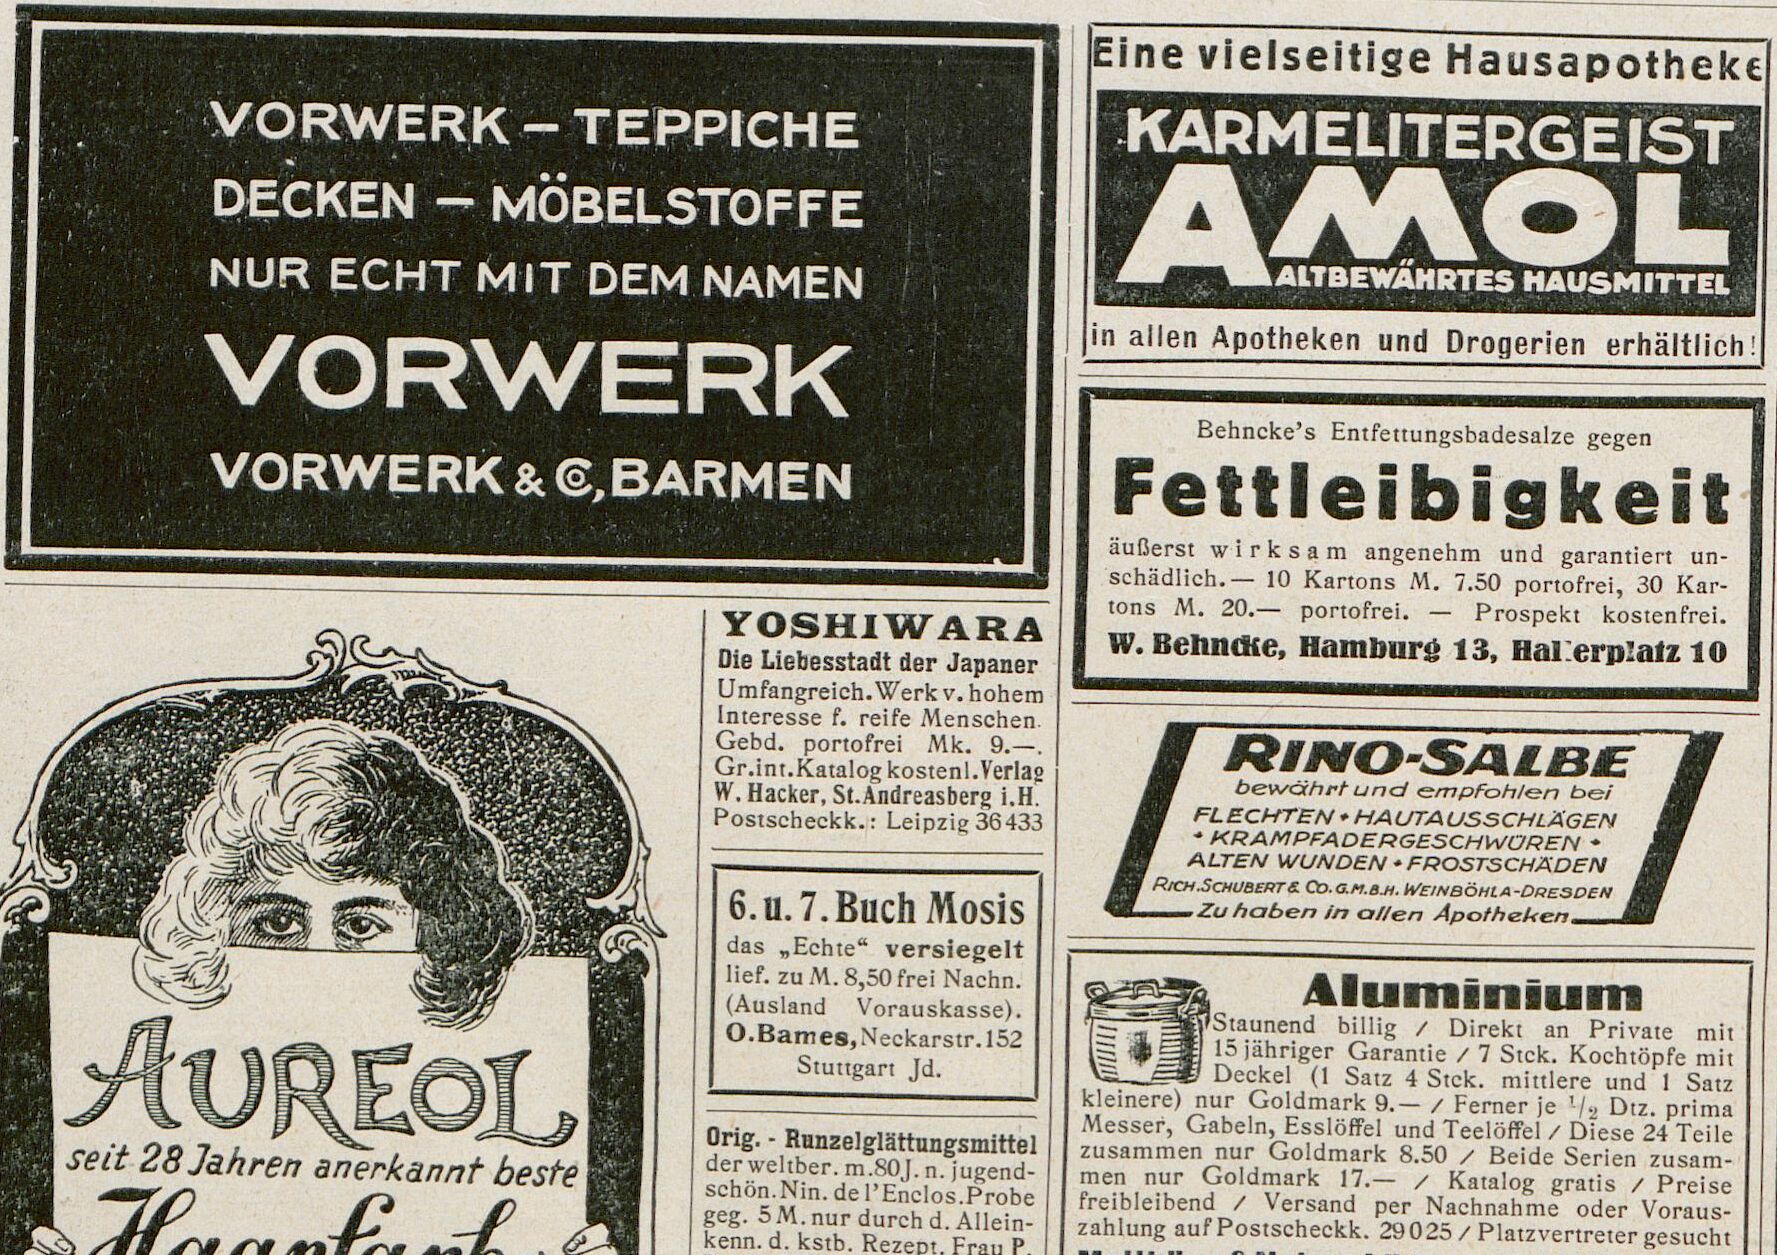 VORWERK – TEPPICHE
DECKEN – MÖBELSTOFFE
NUR ECHT MIT DEM NAMEN
VORWERK
VORWERK & Co, BARMEN
AUREOL
seit 28 Jahren anerkannt beste
Haarfarbe
YOSHIWARA
Die Liebesstadt der Japaner
Umfangreich. Werk v. hohem
Interesse f. reife Menschen.
Gebd. portofrei Mk. 9.—.
Gr. int. Katalog kostenl. Verlag
W. Hacker, St. Andreasberg i. H.
Postscheckk.: Leipzig 36 433
6. u. 7. Buch Mosis
das „Echte“ versiegelt
lief. zu M. 8,50 frei Nachn.
(Ausland Vorauskasse).
O. Bames, Neckarstr. 152
Stuttgart Jd.
Orig. - Runzelglättungsmittel
der weltber. m. 80 J. n. jugend-
schön. Nin. de l'Enclos. Probe
geg. 5 M. nur durch d. Allein-
kenn. d. kstb. Rezept. Frau P.
Eine vielseitige Hausapotheke
KARMELITERGEIST
AMOL
ALTBEWÄHRTES HAUSMITTEL
in allen Apotheken und Drogerien erhältlich!
Behncke's Entfettungsbadesalze gegen
Fettleibigkeit
äußerst wirksam angenehm und garantiert un-
schädlich. — 10 Kartons M. 7.50 portofrei, 30 Kar-
tons M. 20.— portofrei. — Prospekt kostenfrei.
W. Behncke, Hamburg 13, Hallerplatz 10
RINO-SALBE
bewährt und empfohlen bei
FLECHTEN • HAUTAUSSCHLÄGEN
• KRAMPFADERGESCHWÜREN •
ALTEN WUNDEN • FROSTSCHÄDEN
RICH. SCHUBERT & CO. G.M.B.H. WEINBÖHLA-DRESDEN
Zu haben in allen Apotheken
Aluminium
Staunend billig / Direkt an Private mit
15 jähriger Garantie / 7 Stck. Kochtöpfe mit
Deckel (1 Satz 4 Stck. mittlere und 1 Satz
kleinere) nur Goldmark 9.— / Ferner je 1/2 Dtz. prima
Messer, Gabeln, Esslöffel und Teelöffel / Diese 24 Teile
zusammen nur Goldmark 8.50 / Beide Serien zusam-
men nur Goldmark 17.— / Katalog gratis / Preise
freibleibend / Versand per Nachnahme oder Voraus-
zahlung auf Postscheckk. 29 025 / Platzvertreter gesucht